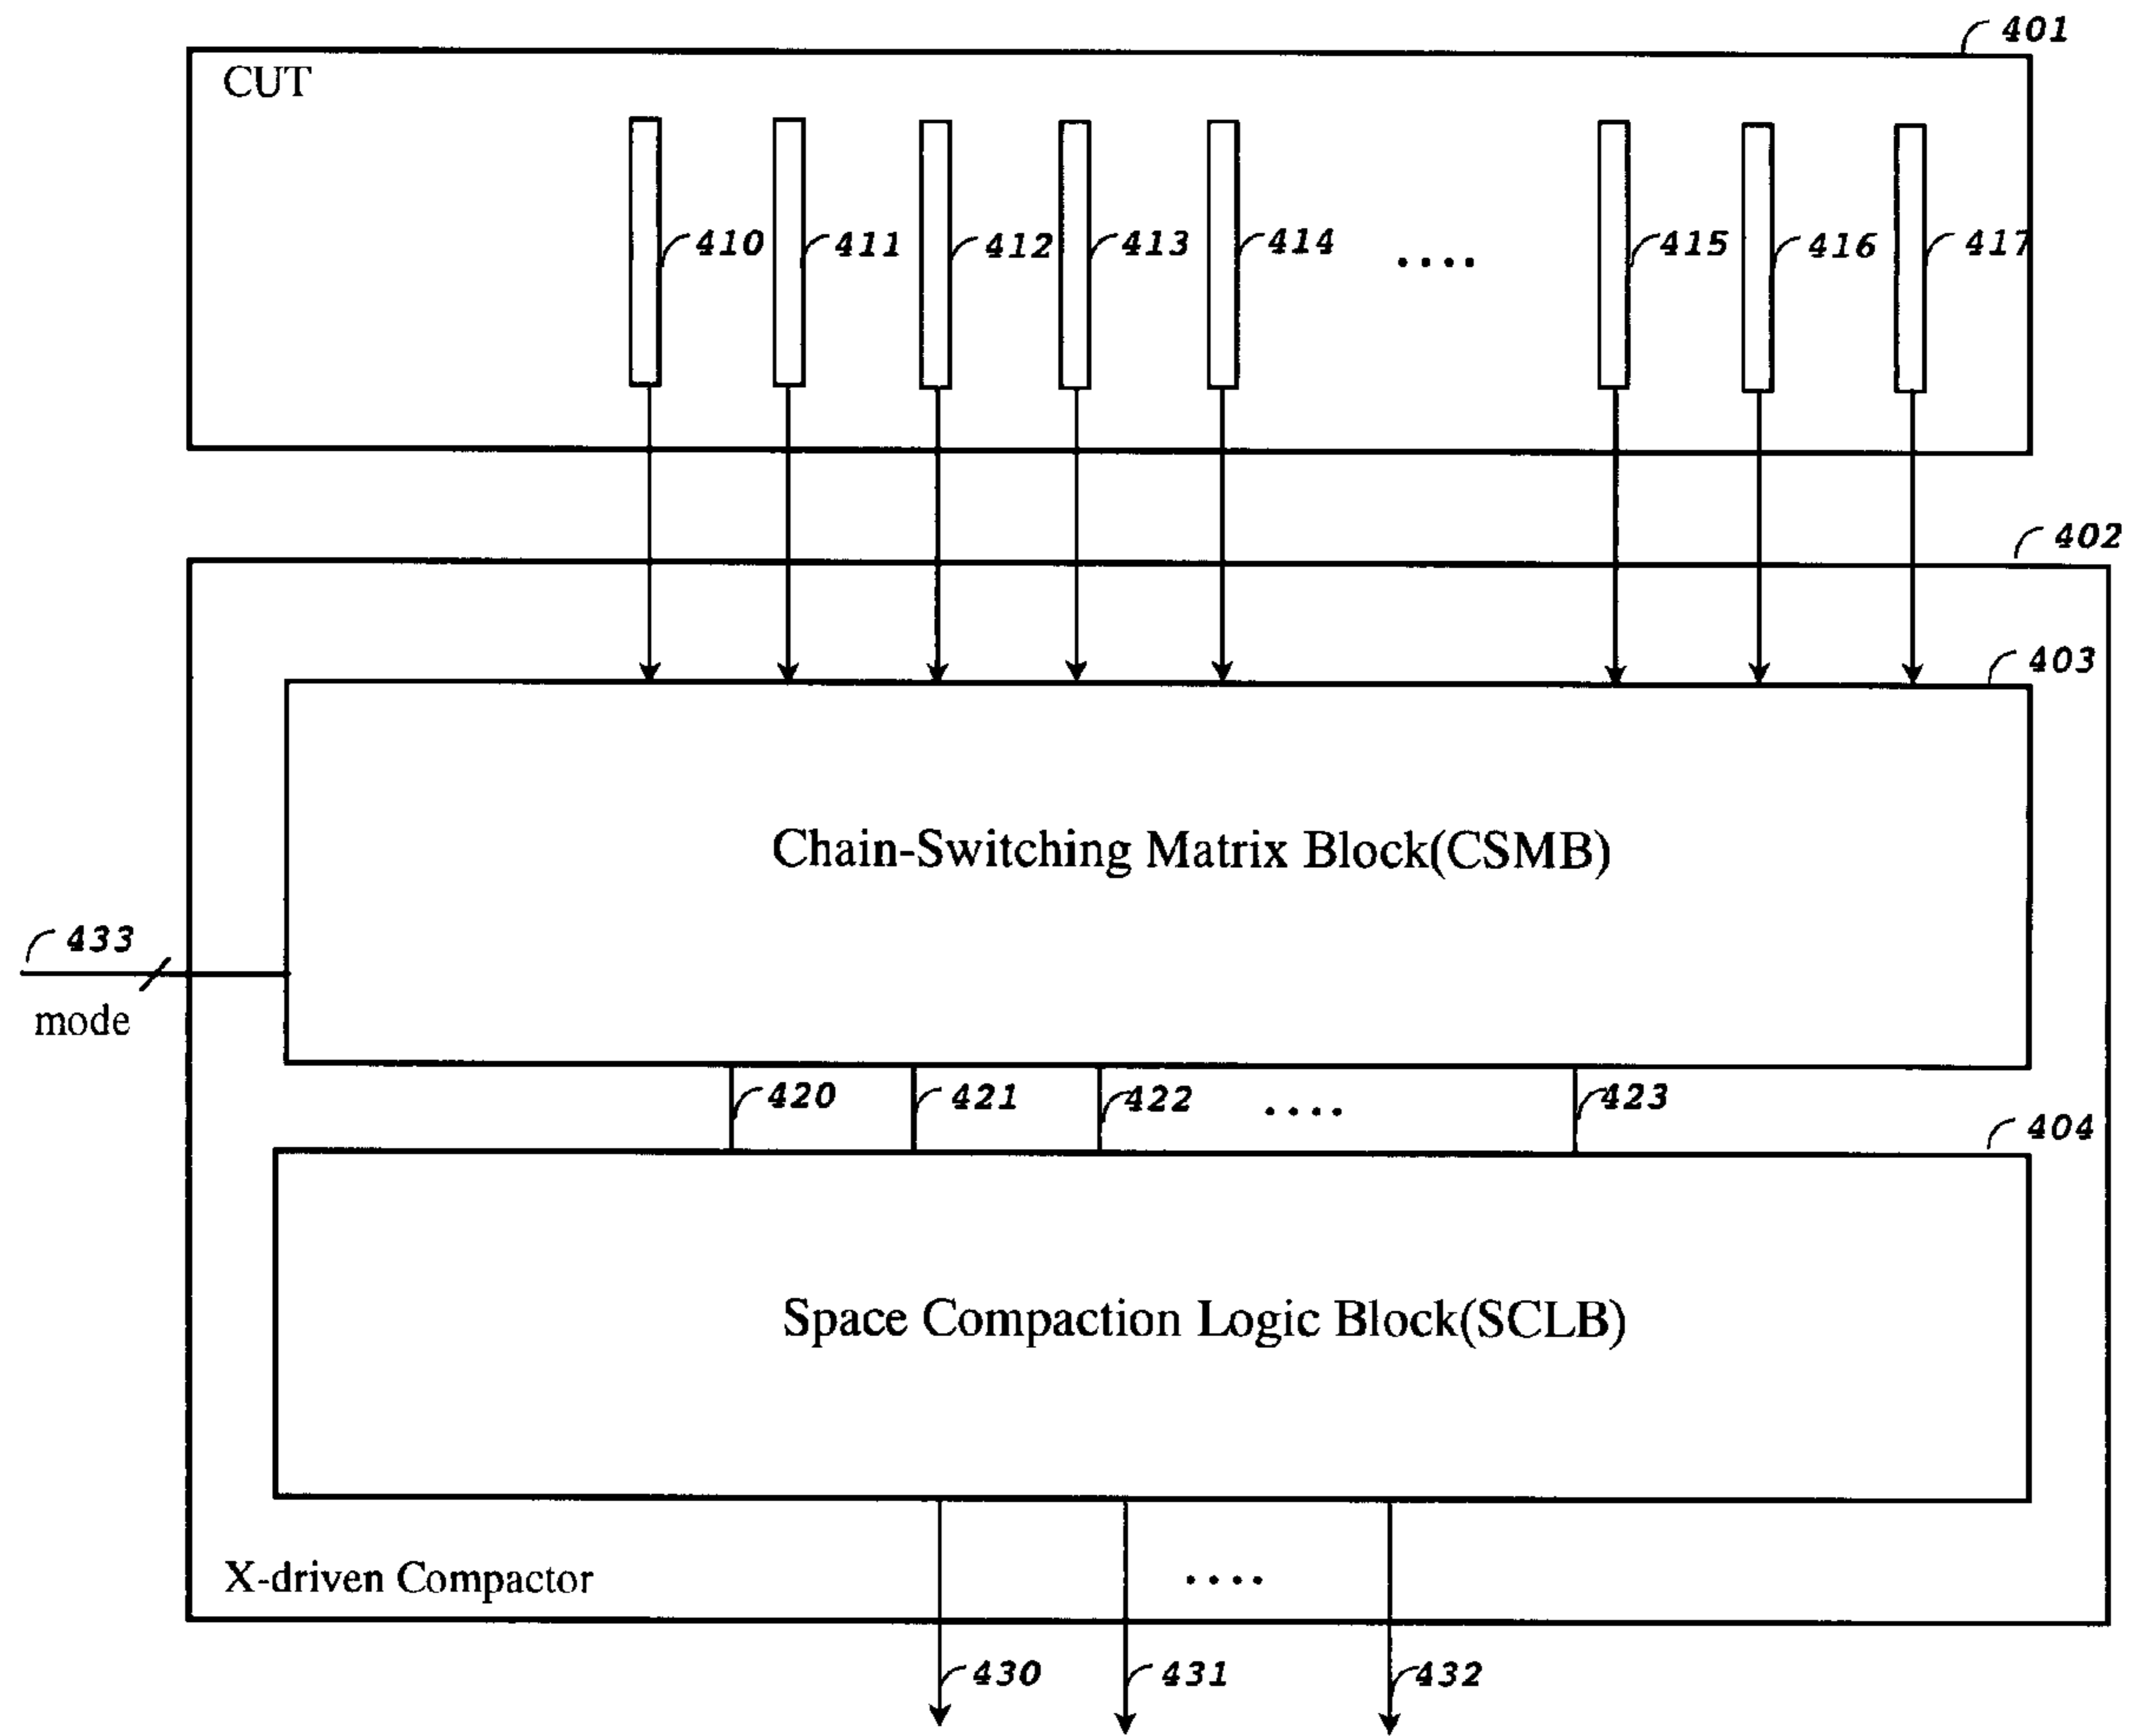 401
CUT
410 411 412 413 414 .... 415 416 417
402
403
Chain-Switching Matrix Block(CSMB)
433
mode
420 421 422 .... 423
404
Space Compaction Logic Block(SCLB)
X-driven Compactor ....
430 431 432